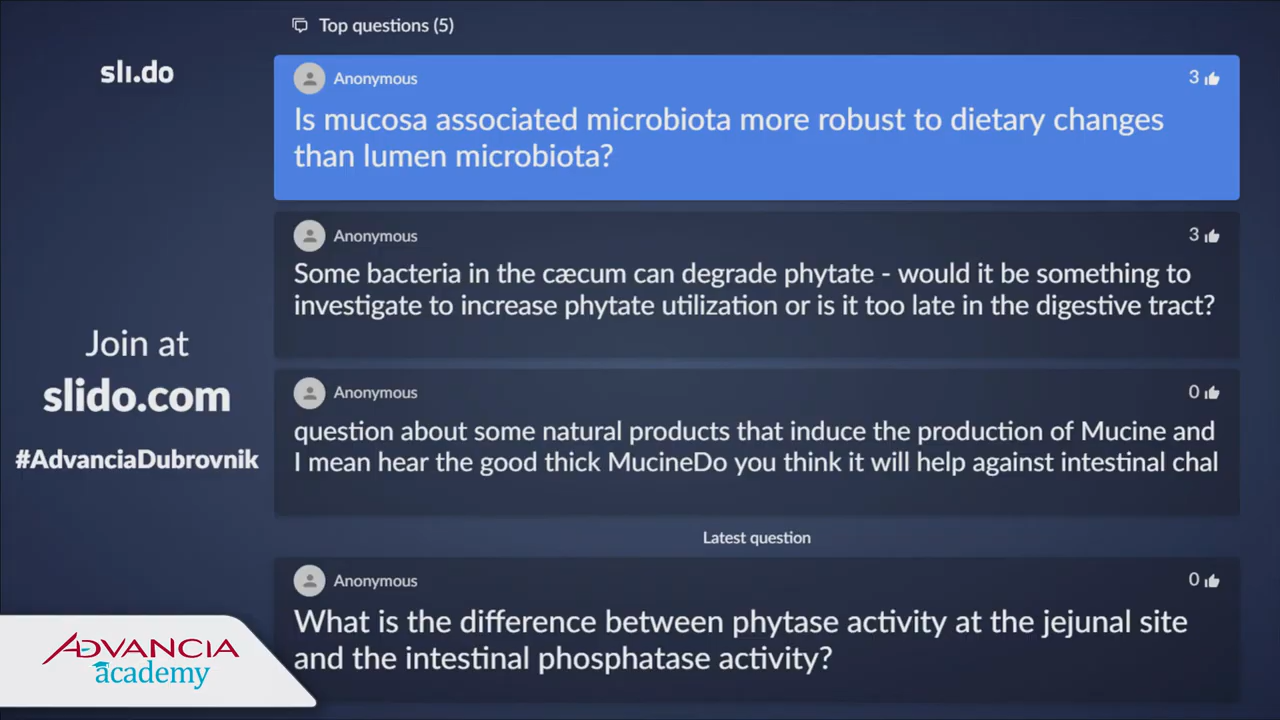 Top questions (5)
sli.do
Anonymous
3
Is mucosa associated microbiota more robust to dietary changes
than lumen microbiota?
Anonymous
3
Some bacteria in the cæcum can degrade phytate - would it be something to
investigate to increase phytate utilization or is it too late in the digestive tract?
Join at
slido.com
#AdvanciaDubrovnik
Anonymous
0
question about some natural products that induce the production of Mucine and
I mean hear the good thick MucineDo you think it will help against intestinal chal
Latest question
Anonymous
0
What is the difference between phytase activity at the jejunal site
and the intestinal phosphatase activity?
ADVANCIA
academy